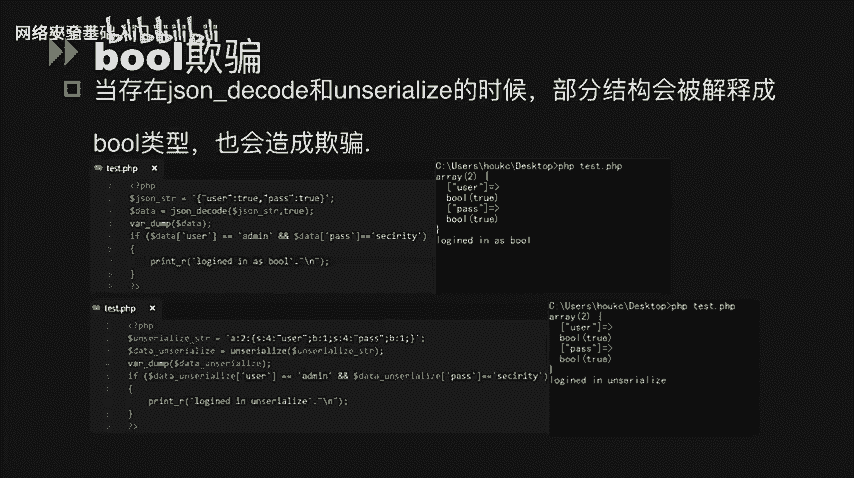 网络安全基础入门
bilibili
bool欺骗
当存在json_decode和unserialize的时候，部分结构会被解释成
bool类型，也会造成欺骗.
test.php ×
<?php
$json_str = '{"user":true,"pass":true}';
$data = json_decode($json_str,true);
var_dump($data);
if ($data['user'] == 'admin' && $data['pass']=='secirity')
{
print_r('logined in as bool'."\n");
}
?>
C:\Users\houkc\Desktop>php test.php
array(2) {
["user"]=>
bool(true)
["pass"]=>
bool(true)
}
logined in as bool
test.php ×
<?php
$unserialize_str = 'a:2:{s:4:"user";b:1;s:4:"pass";b:1;}';
$data_unserialize = unserialize($unserialize_str);
var_dump($data_unserialize);
if ($data_unserialize['user'] == 'admin' && $data_unserialize['pass']=='secirity')
{
print_r('logined in unserialize'."\n");
}
?>
C:\Users\houkc\Desktop>php test.php
array(2) {
["user"]=>
bool(true)
["pass"]=>
bool(true)
}
logined in unserialize